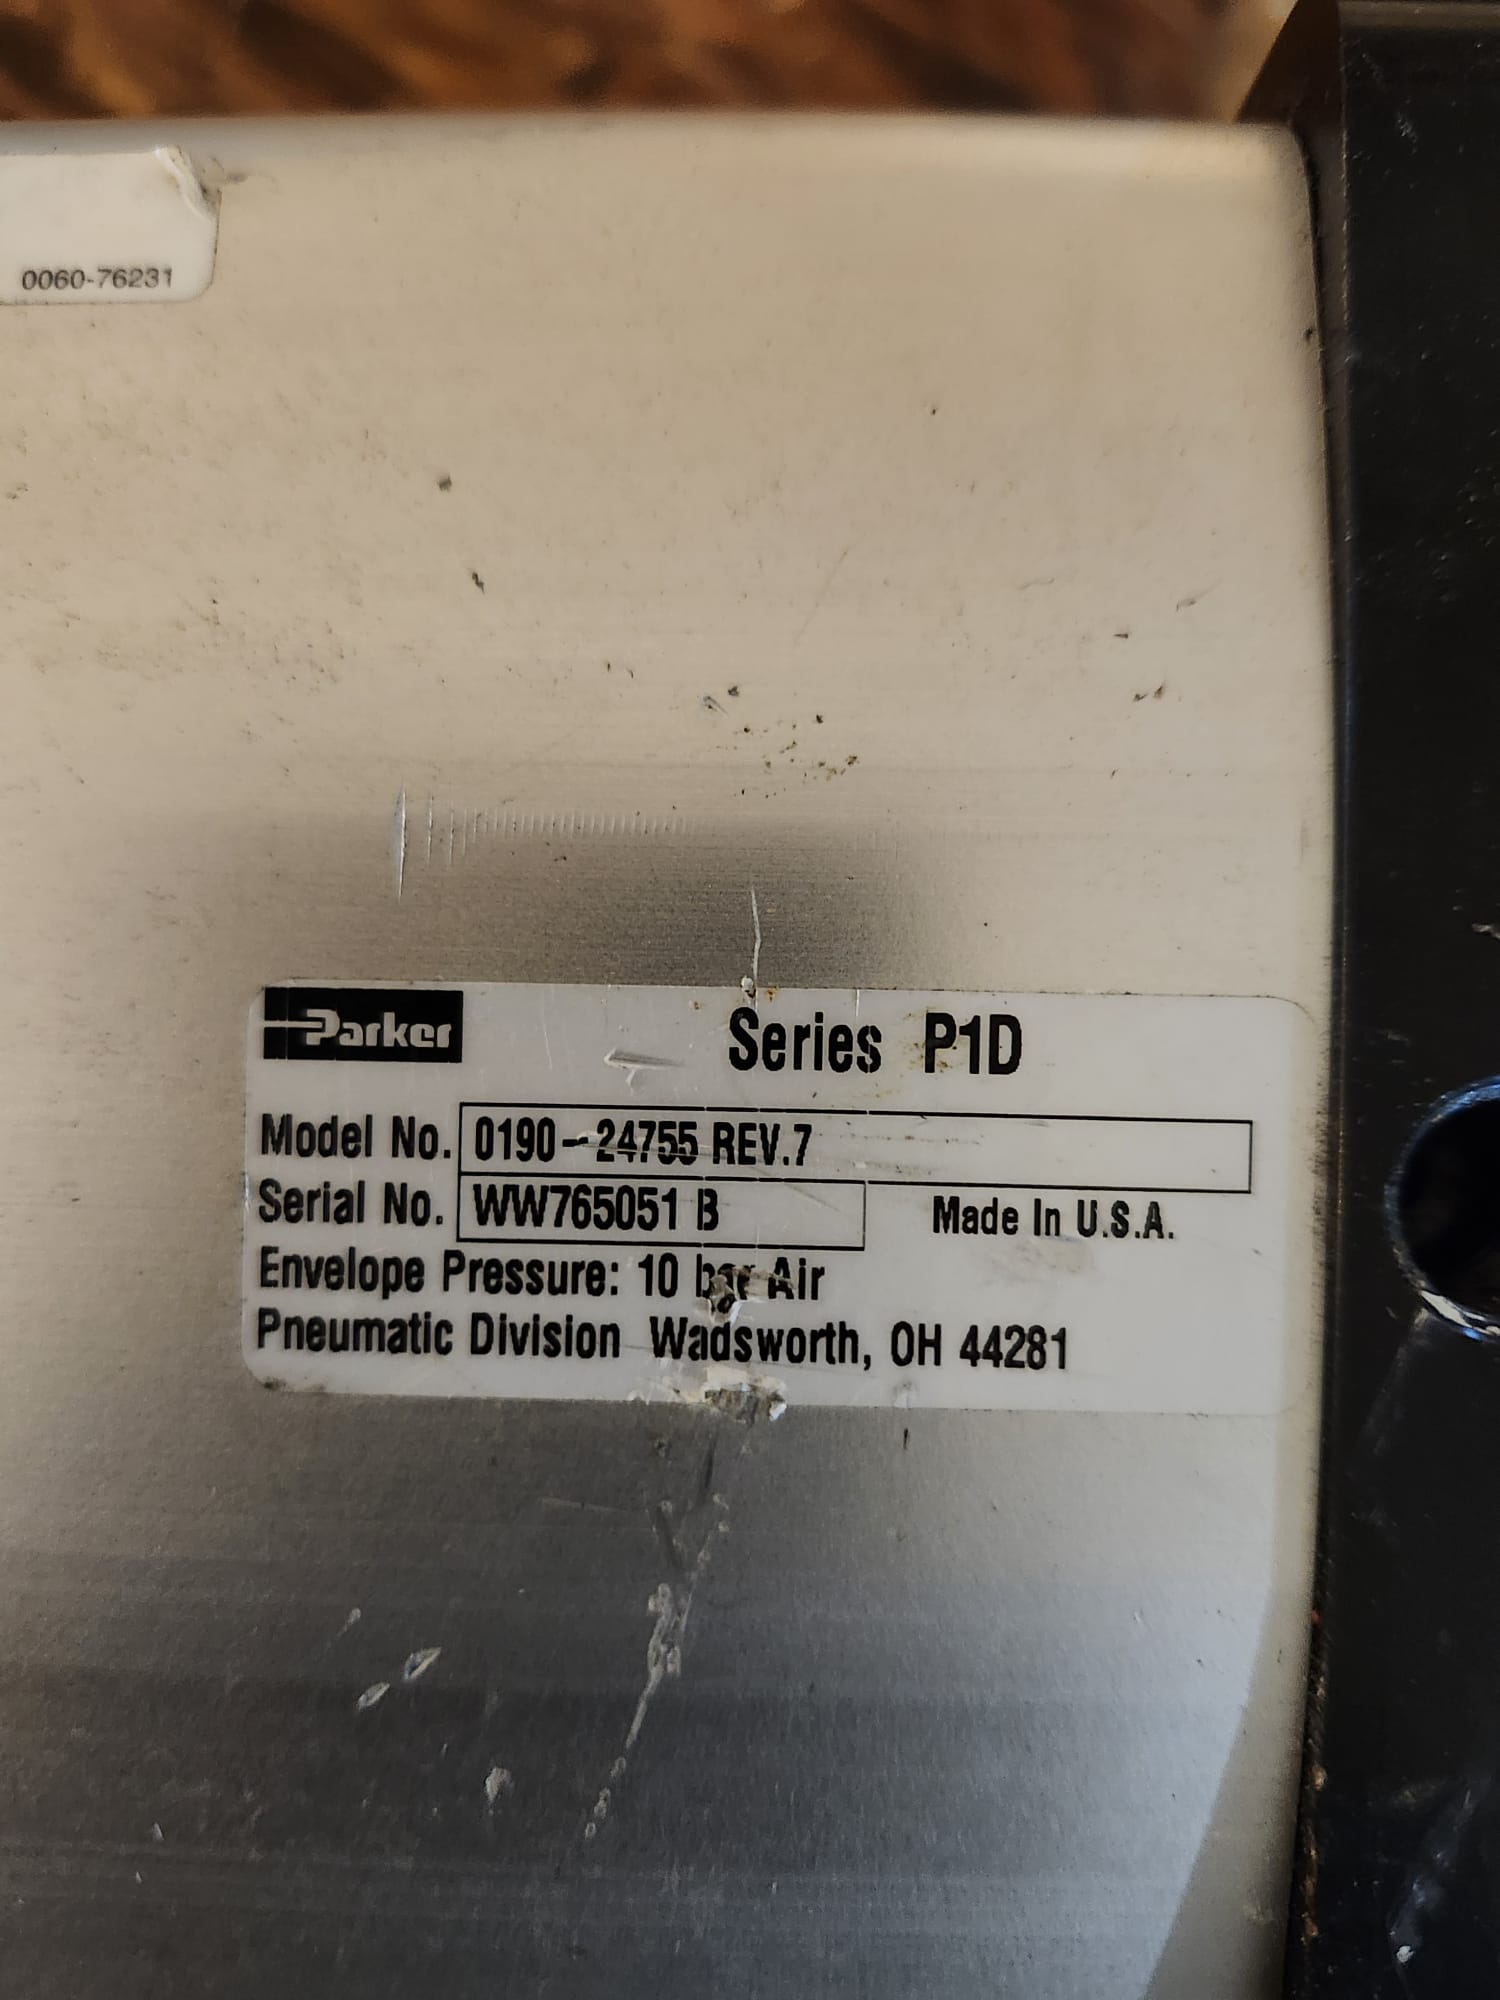 0060-76231
Parker Series P1D
Model No. 0190-24755 REV.7
Serial No. WW765051 B Made In U.S.A.
Envelope Pressure: 10 bar Air
Pneumatic Division Wadsworth, OH 44281